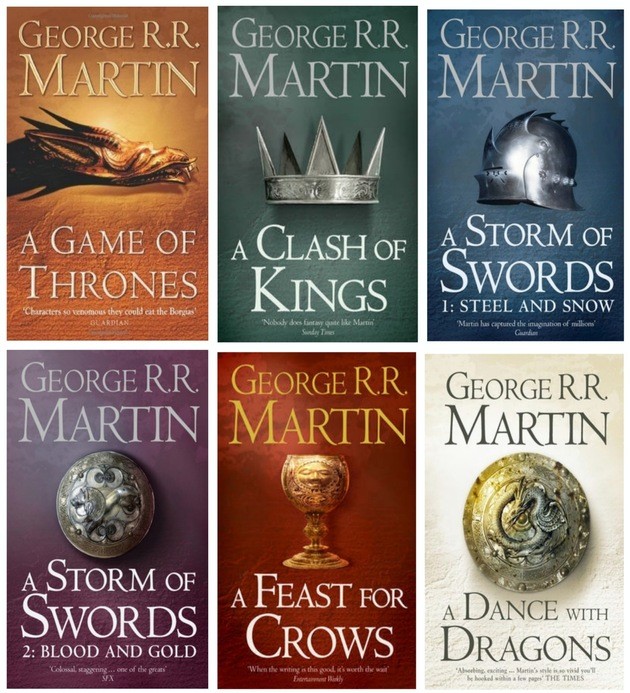 GEORGE R.R.
MARTIN
A GAME OF
THRONES
'Characters so venomous they could eat the Borgias'
GUARDIAN
GEORGE R.R.
MARTIN
A CLASH OF
KINGS
'Nobody does fantasy quite like Martin'
Sunday Times
GEORGE R.R.
MARTIN
A STORM OF
SWORDS
1: STEEL AND SNOW
'Martin has captured the imagination of millions'
Guardian
GEORGE R.R.
MARTIN
A STORM OF
SWORDS
2: BLOOD AND GOLD
'Colossal, staggering ... one of the greats'
SFX
GEORGE R.R.
MARTIN
A FEAST FOR
CROWS
'When the writing is this good, it's worth the wait'
Entertainment Weekly
GEORGE R.R.
MARTIN
A DANCE WITH
DRAGONS
'Absorbing, exciting ... Martin's style is so vivid you'll
be hooked within a few pages' THE TIMES